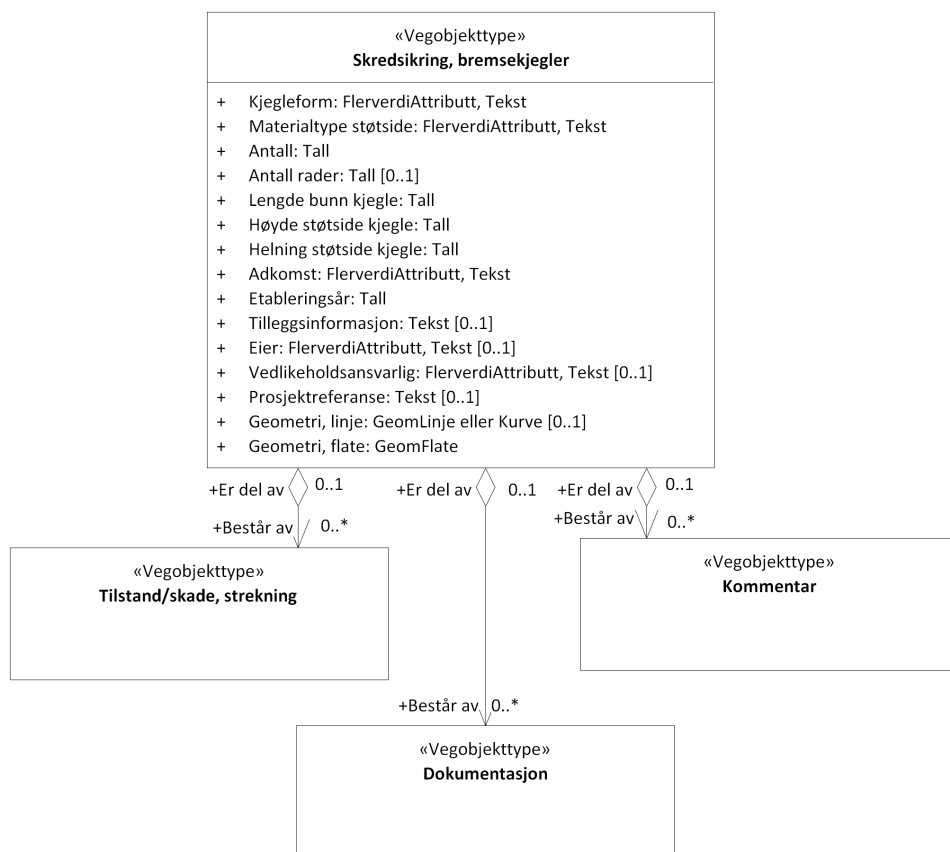 «Vegobjekttype»
Skredsikring, bremsekjegler
+ Kjegleform: FlerverdiAttributt, Tekst
+ Materialtype støtside: FlerverdiAttributt, Tekst
+ Antall: Tall
+ Antall rader: Tall [0..1]
+ Lengde bunn kjegle: Tall
+ Høyde støtside kjegle: Tall
+ Helning støtside kjegle: Tall
+ Adkomst: FlerverdiAttributt, Tekst
+ Etableringsår: Tall
+ Tilleggsinformasjon: Tekst [0..1]
+ Eier: FlerverdiAttributt, Tekst [0..1]
+ Vedlikeholdsansvarlig: FlerverdiAttributt, Tekst [0..1]
+ Prosjektreferanse: Tekst [0..1]
+ Geometri, linje: GeomLinje eller Kurve [0..1]
+ Geometri, flate: GeomFlate
+Er del av 0..1
+Består av 0..*
«Vegobjekttype»
Tilstand/skade, strekning
+Er del av 0..1
+Består av 0..*
«Vegobjekttype»
Dokumentasjon
+Er del av 0..1
+Består av 0..*
«Vegobjekttype»
Kommentar